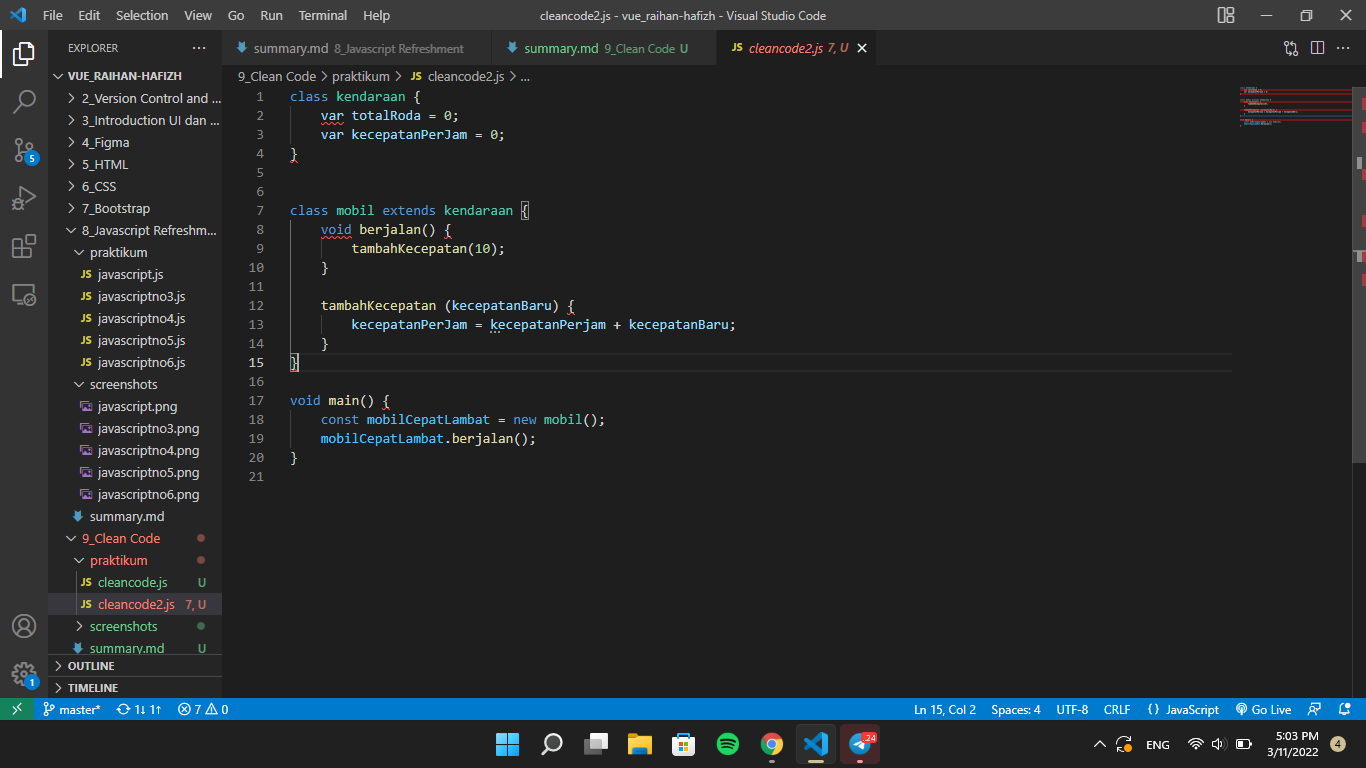 File Edit Selection Vue Go Run Terminal Help
cleancode2.js - vue_raihan-hafizh - Visual Studio Code
EXPLORER
VUE_RAIHAN-HAFIZH
2_Version Control and ...
3_Introduction UI dan ...
4_Figma
5_HTML
6_CSS
7_Bootstrap
8_Javascript Refreshm...
praktikum
JS javascript.js
JS javascriptno3.js
JS javascriptno4.js
JS javascriptno5.js
JS javascriptno6.js
screenshots
javascript.png
javascriptno3.png
javascriptno4.png
javascriptno5.png
javascriptno6.png
summary.md
9_Clean Code
praktikum
JS cleancode.js U
JS cleancode2.js 7, U
screenshots
summary.md U
OUTLINE
TIMELINE
5
1
summary.md 8_Javascript Refreshment
summary.md 9_Clean Code U
JS cleancode2.js 7, U
9_Clean Code > praktikum > JS cleancode2.js > ...
1 class kendaraan {
2 var totalRoda = 0;
3 var kecepatanPerJam = 0;
4 }
5
6
7 class mobil extends kendaraan {
8 void berjalan() {
9 tambahKecepatan(10);
10 }
11
12 tambahKecepatan (kecepatanBaru) {
13 kecepatanPerJam = kecepatanPerjam + kecepatanBaru;
14 }
15 }
16
17 void main() {
18 const mobilCepatLambat = new mobil();
19 mobilCepatLambat.berjalan();
20 }
21
master* 1↓ 1↑ 7 0
Ln 15, Col 2 Spaces: 4 UTF-8 CRLF {} JavaScript Go Live
24
ENG
5:03 PM
3/11/2022
4